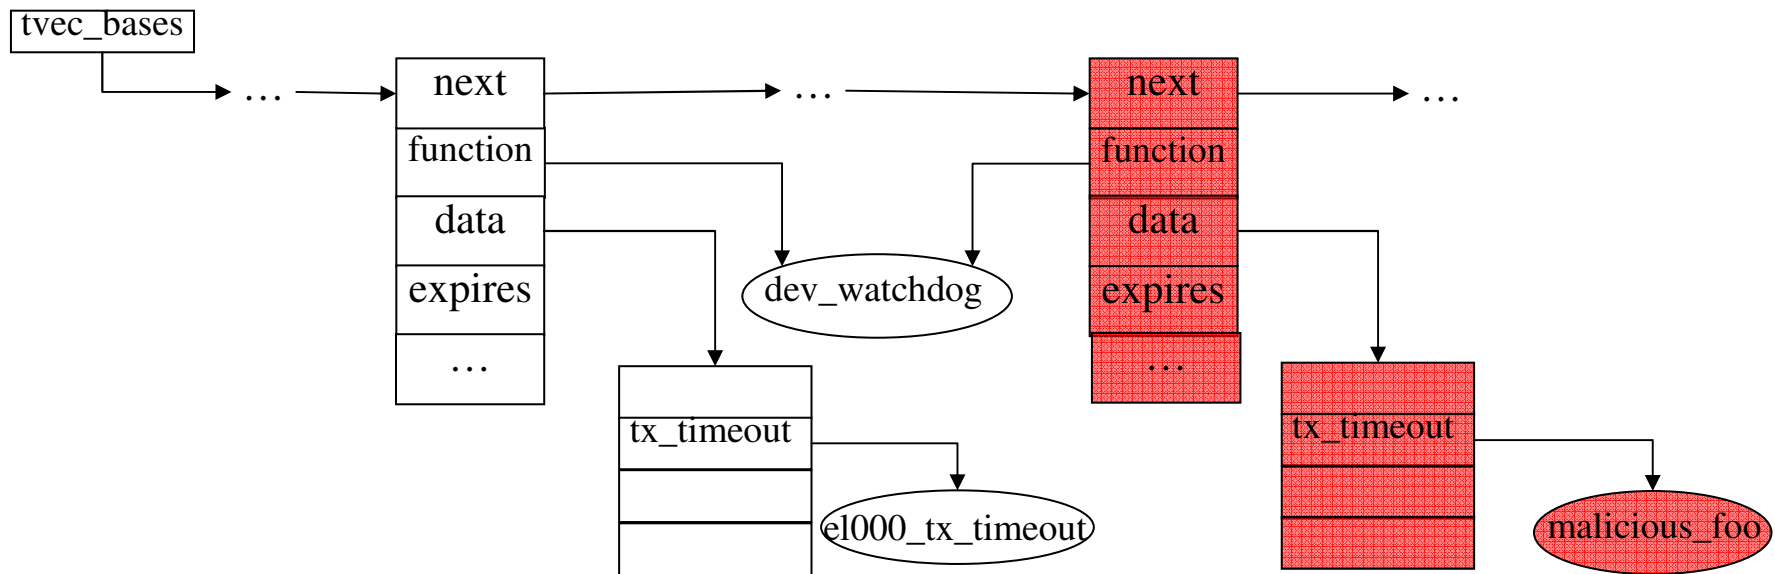 tvec_bases
…
next
…
next
…
function
function
data
data
dev_watchdog
expires
expires
…
…
tx_timeout
tx_timeout
el000_tx_timeout
malicious_foo